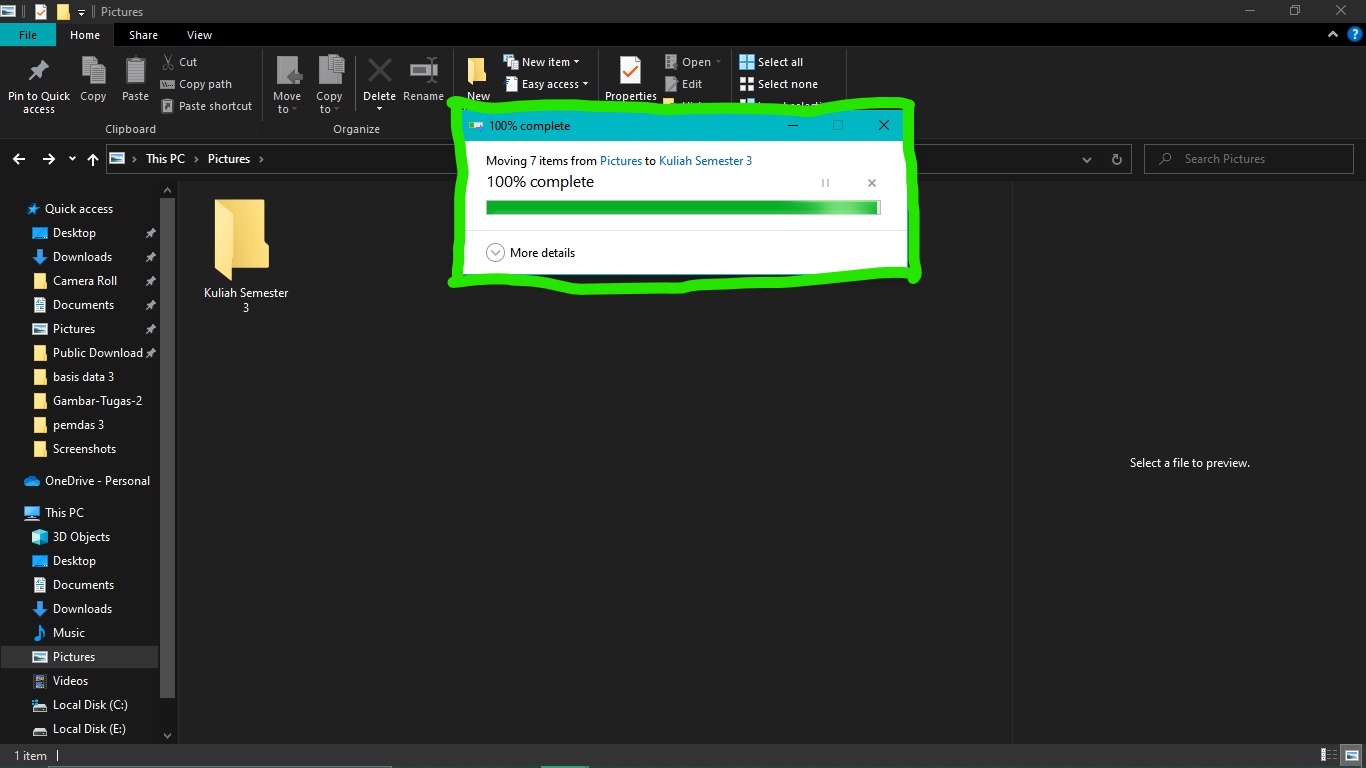 Pictures
File Home Share View
Pin to Quick access
Copy
Paste
Cut
Copy path
Paste shortcut
Clipboard
Move to
Copy to
Delete
Rename
Organize
New
New item
Easy access
Properties
Open
Edit
Select all
Select none
This PC
Pictures
Search Pictures
100% complete
Moving 7 items from Pictures to Kuliah Semester 3
100% complete
More details
Quick access
Desktop
Downloads
Camera Roll
Documents
Pictures
Public Download
basis data 3
Gambar-Tugas-2
pemdas 3
Screenshots
OneDrive - Personal
This PC
3D Objects
Desktop
Documents
Downloads
Music
Pictures
Videos
Local Disk (C:)
Local Disk (E:)
Kuliah Semester
3
Select a file to preview.
1 item